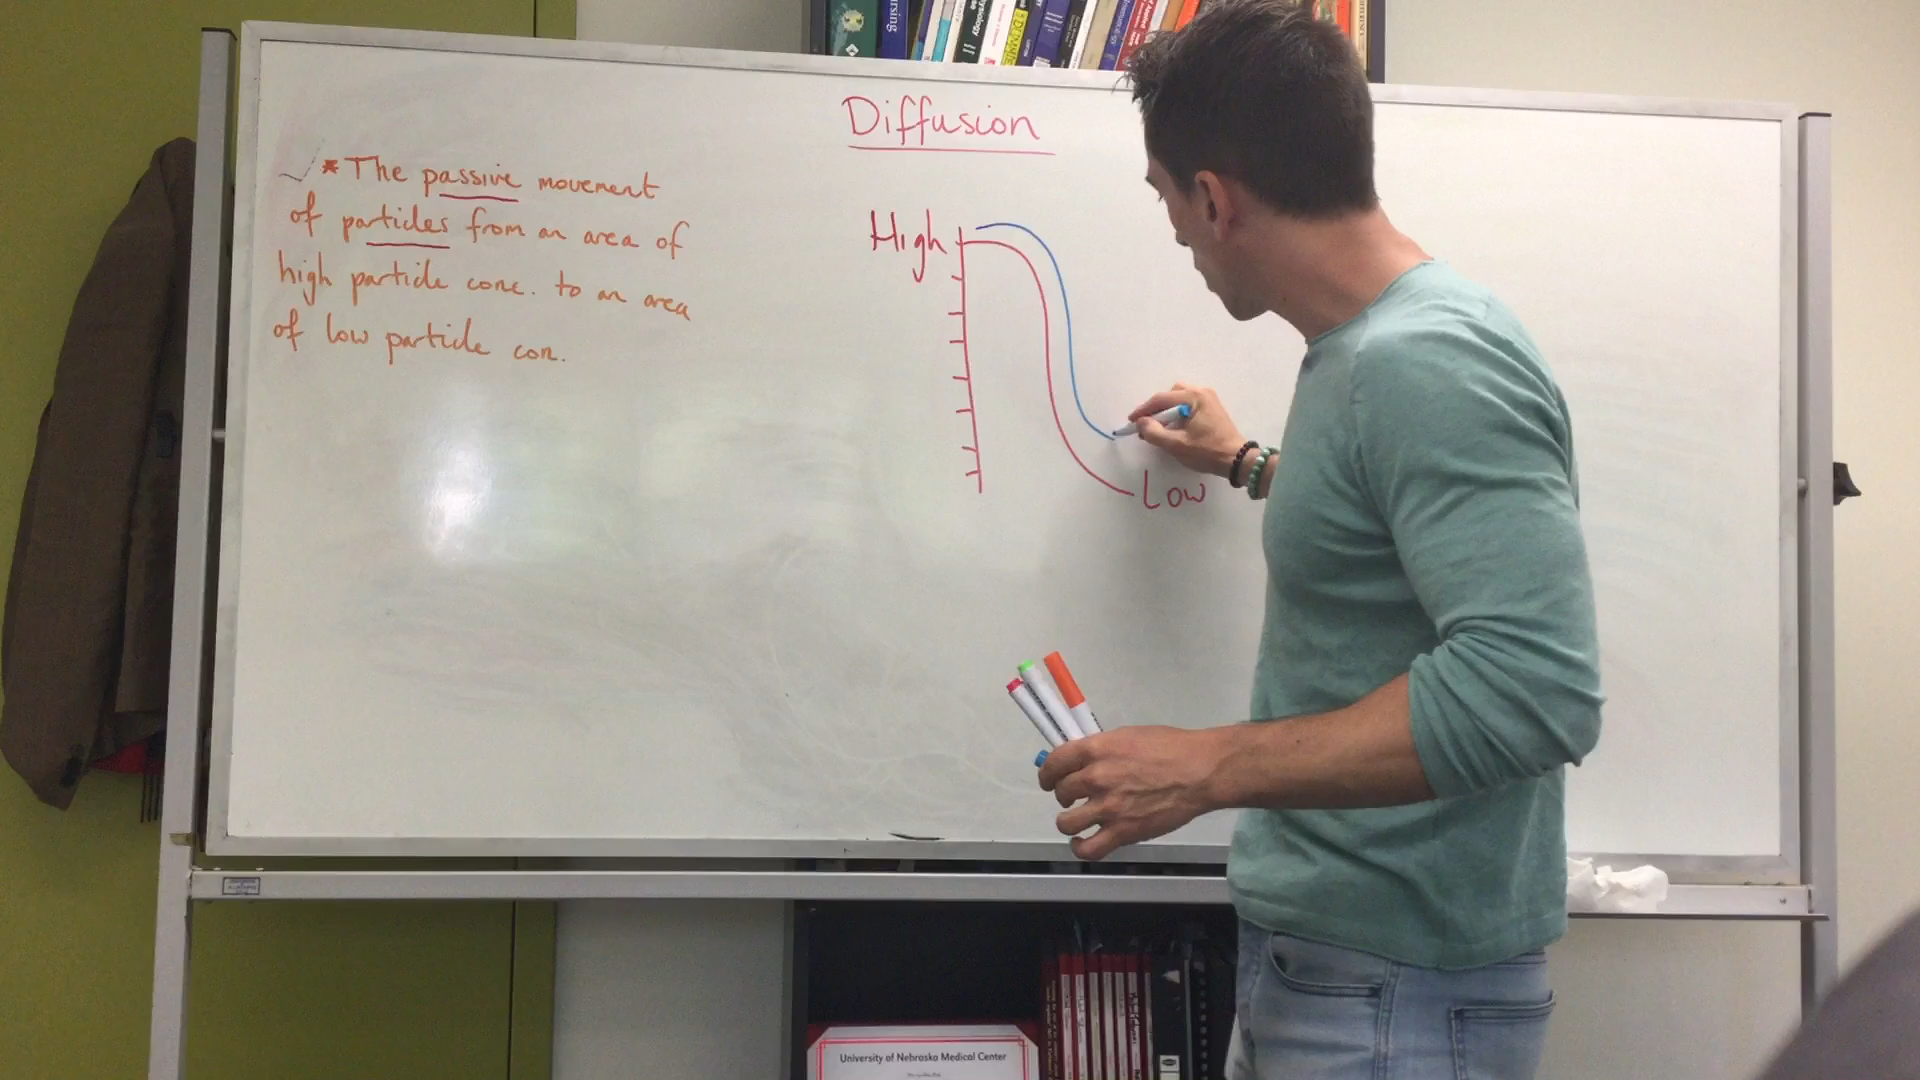 Diffusion
* The passive movement
of particles from an area of
high particle conc. to an area
of low particle con.
High
Low
University of Nebraska Medical Center